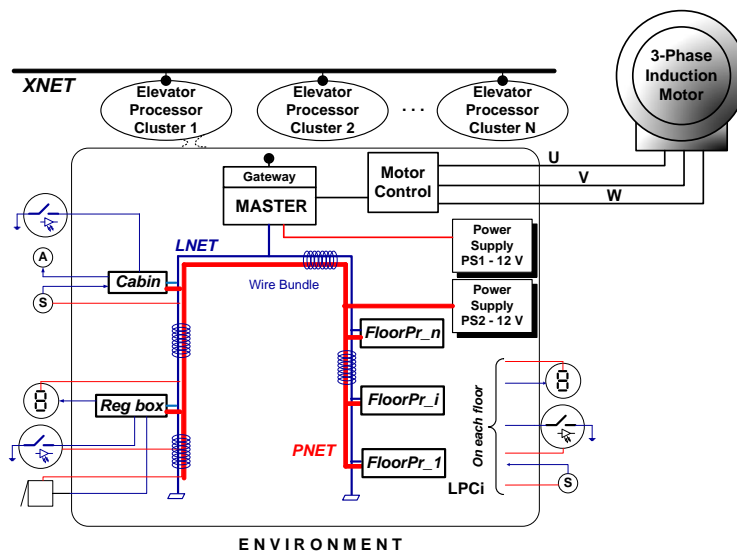 3-Phase
Induction
Motor
XNET
Elevator
Processor
Cluster 1
Elevator
Processor
Cluster 2
. . .
Elevator
Processor
Cluster N
U
V
W
Gateway
MASTER
Motor
Control
Power
Supply
PS1 - 12 V
LNET
A
Cabin
S
Wire Bundle
Power
Supply
PS2 - 12 V
FloorPr_n
Reg box
8
FloorPr_i
8
On each floor
PNET
FloorPr_1
LPCi
S
ENVIRONMENT